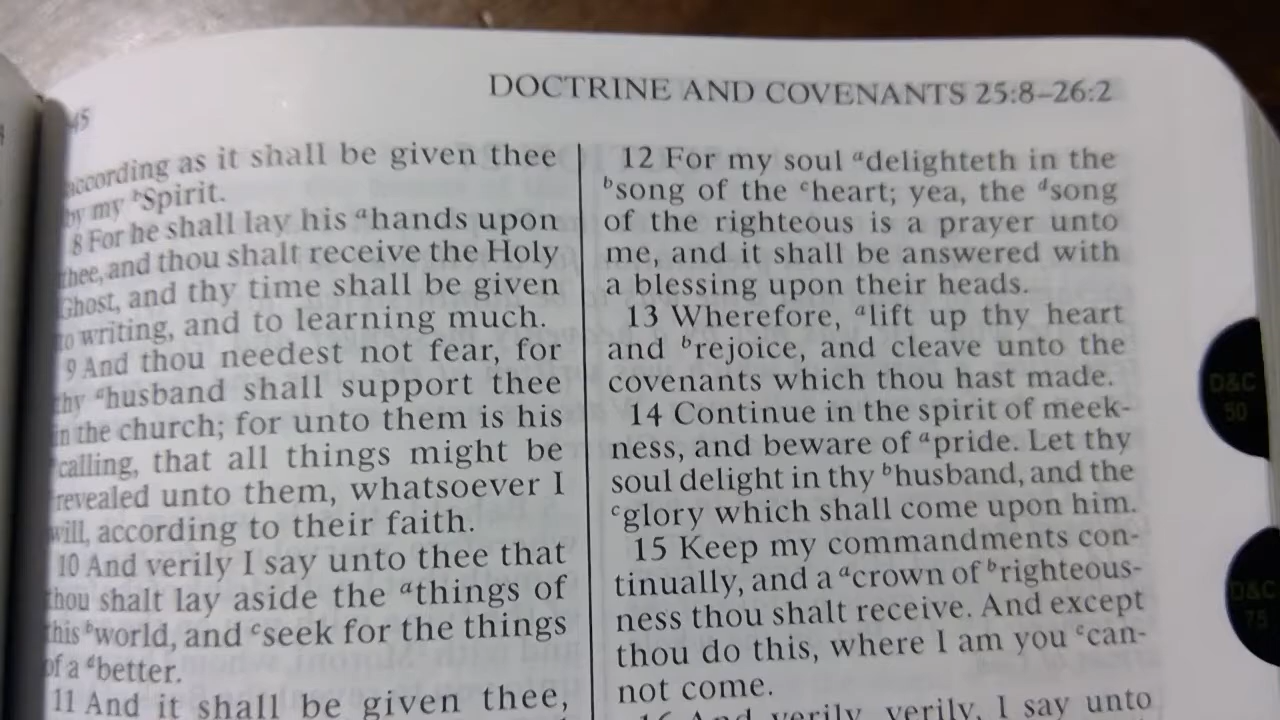 DOCTRINE AND COVENANTS 25:8–26:2
45
according as it shall be given thee
by my bSpirit.
8 For he shall lay his ahands upon
thee, and thou shalt receive the Holy
Ghost, and thy time shall be given
to writing, and to learning much.
9 And thou needest not fear, for
thy ahusband shall support thee
in the church; for unto them is his
bcalling, that all things might be
revealed unto them, whatsoever I
will, according to their faith.
10 And verily I say unto thee that
thou shalt lay aside the athings of
this bworld, and cseek for the things
of a dbetter.
11 And it shall be given thee,
12 For my soul adelighteth in the
bsong of the cheart; yea, the dsong
of the righteous is a prayer unto
me, and it shall be answered with
a blessing upon their heads.
13 Wherefore, alift up thy heart
and brejoice, and cleave unto the
covenants which thou hast made.
14 Continue in the spirit of meek-
ness, and beware of apride. Let thy
soul delight in thy bhusband, and the
cglory which shall come upon him.
15 Keep my commandments con-
tinually, and a acrown of brighteous-
ness thou shalt receive. And except
thou do this, where I am you ccan-
not come.
16 And verily, verily, I say unto
D&C
50
D&C
75